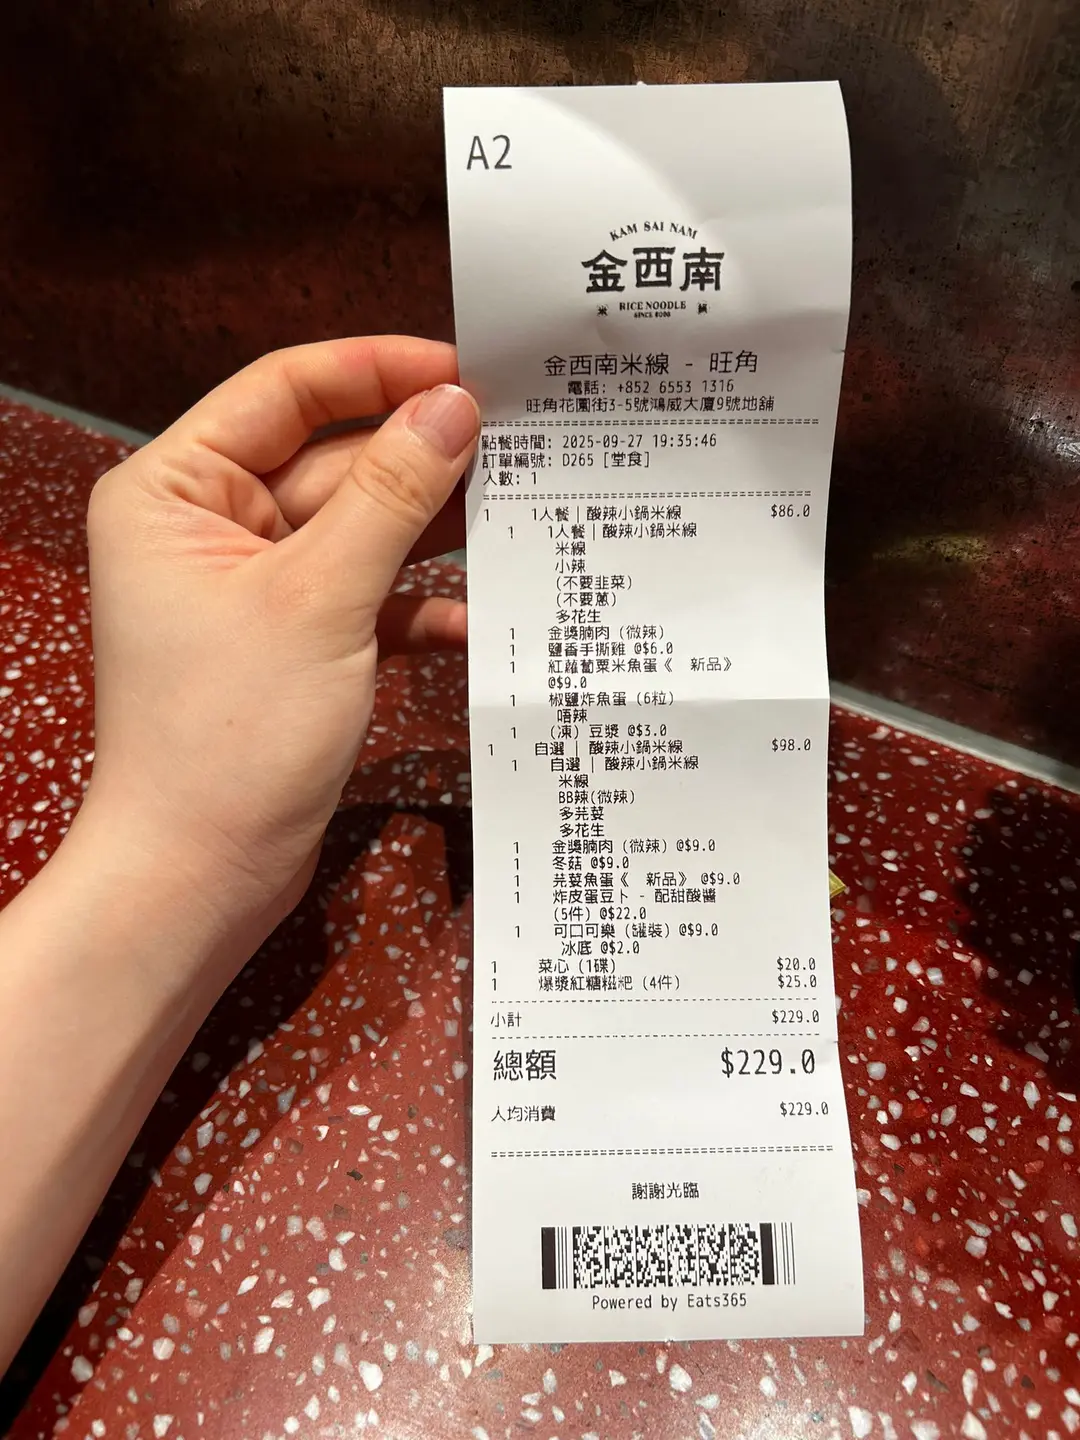 A2
KAM SAI NAM
金西南
米 RICE NOODLE 線
金西南米線 - 旺角
電話: +852 6553 1316
旺角花園街3-5號鴻威大廈9號地舖
點餐時間: 2025-09-27 19:35:46
訂單編號: D265 [堂食]
人數: 1
1 1人餐 | 酸辣小鍋米線 $86.0
1 1人餐 | 酸辣小鍋米線
米線
小辣
(不要韭菜)
(不要蔥)
多花生
1 金獎腩肉 (微辣)
1 鹽香手撕雞 @$6.0
1 紅蘿蔔粟米魚蛋《 新品》
@$9.0
1 椒鹽炸魚蛋 (6粒)
唔辣
1 (凍) 豆漿 @$3.0
1 自選 | 酸辣小鍋米線 $98.0
1 自選 | 酸辣小鍋米線
米線
BB辣(微辣)
多芫荽
多花生
1 金獎腩肉 (微辣) @$9.0
1 冬菇 @$9.0
1 芫荽魚蛋《 新品》 @$9.0
1 炸皮蛋豆卜 - 配甜酸醬
(5件) @$22.0
1 可口可樂 (罐裝) @$9.0
冰底 @$2.0
1 菜心 (1碟) $20.0
1 爆漿紅糖糍粑 (4件) $25.0
小計 $229.0
總額 $229.0
人均消費 $229.0
謝謝光臨
Powered by Eats365